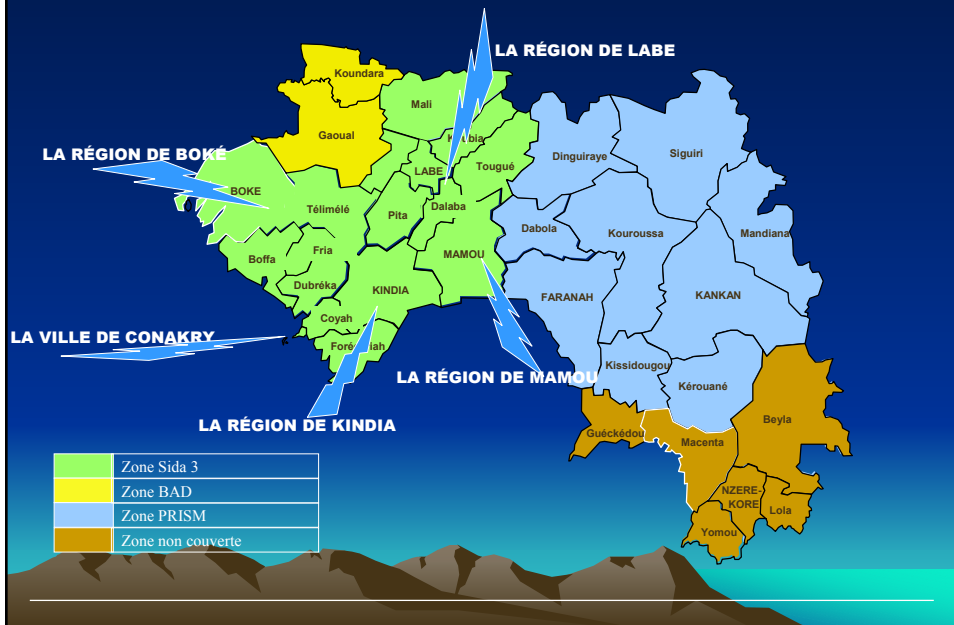 LA RÉGION DE LABE
Koundara
Mali
Gaoual
Koubia
Dinguiraye
Siguiri
LA RÉGION DE BOKÉ
LABE
Tougué
BOKE
Télimélé
Pita
Dalaba
Dabola
Kouroussa
Mandiana
Boffa
Fria
MAMOU
Dubréka
KINDIA
FARANAH
KANKAN
Coyah
LA VILLE DE CONAKRY
Kissidougou
LA RÉGION DE MAMOU
Kérouané
LA RÉGION DE KINDIA
Beyla
Guéckédou
Macenta
Zone Sida 3
Zone BAD
Zone PRISM
Zone non couverte
NZERE-
KORE
Lola
Yomou